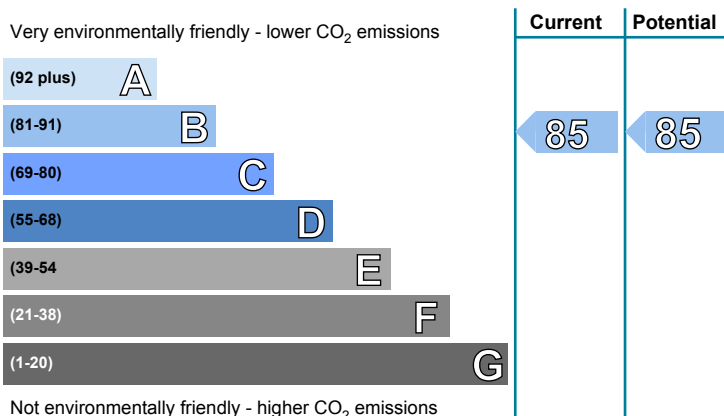 Current Potential
Very environmentally friendly - lower CO2 emissions
(92 plus) A
(81-91) B 85 85
(69-80) C
(55-68) D
(39-54 E
(21-38) F
(1-20) G
Not environmentally friendly - higher CO2 emissions